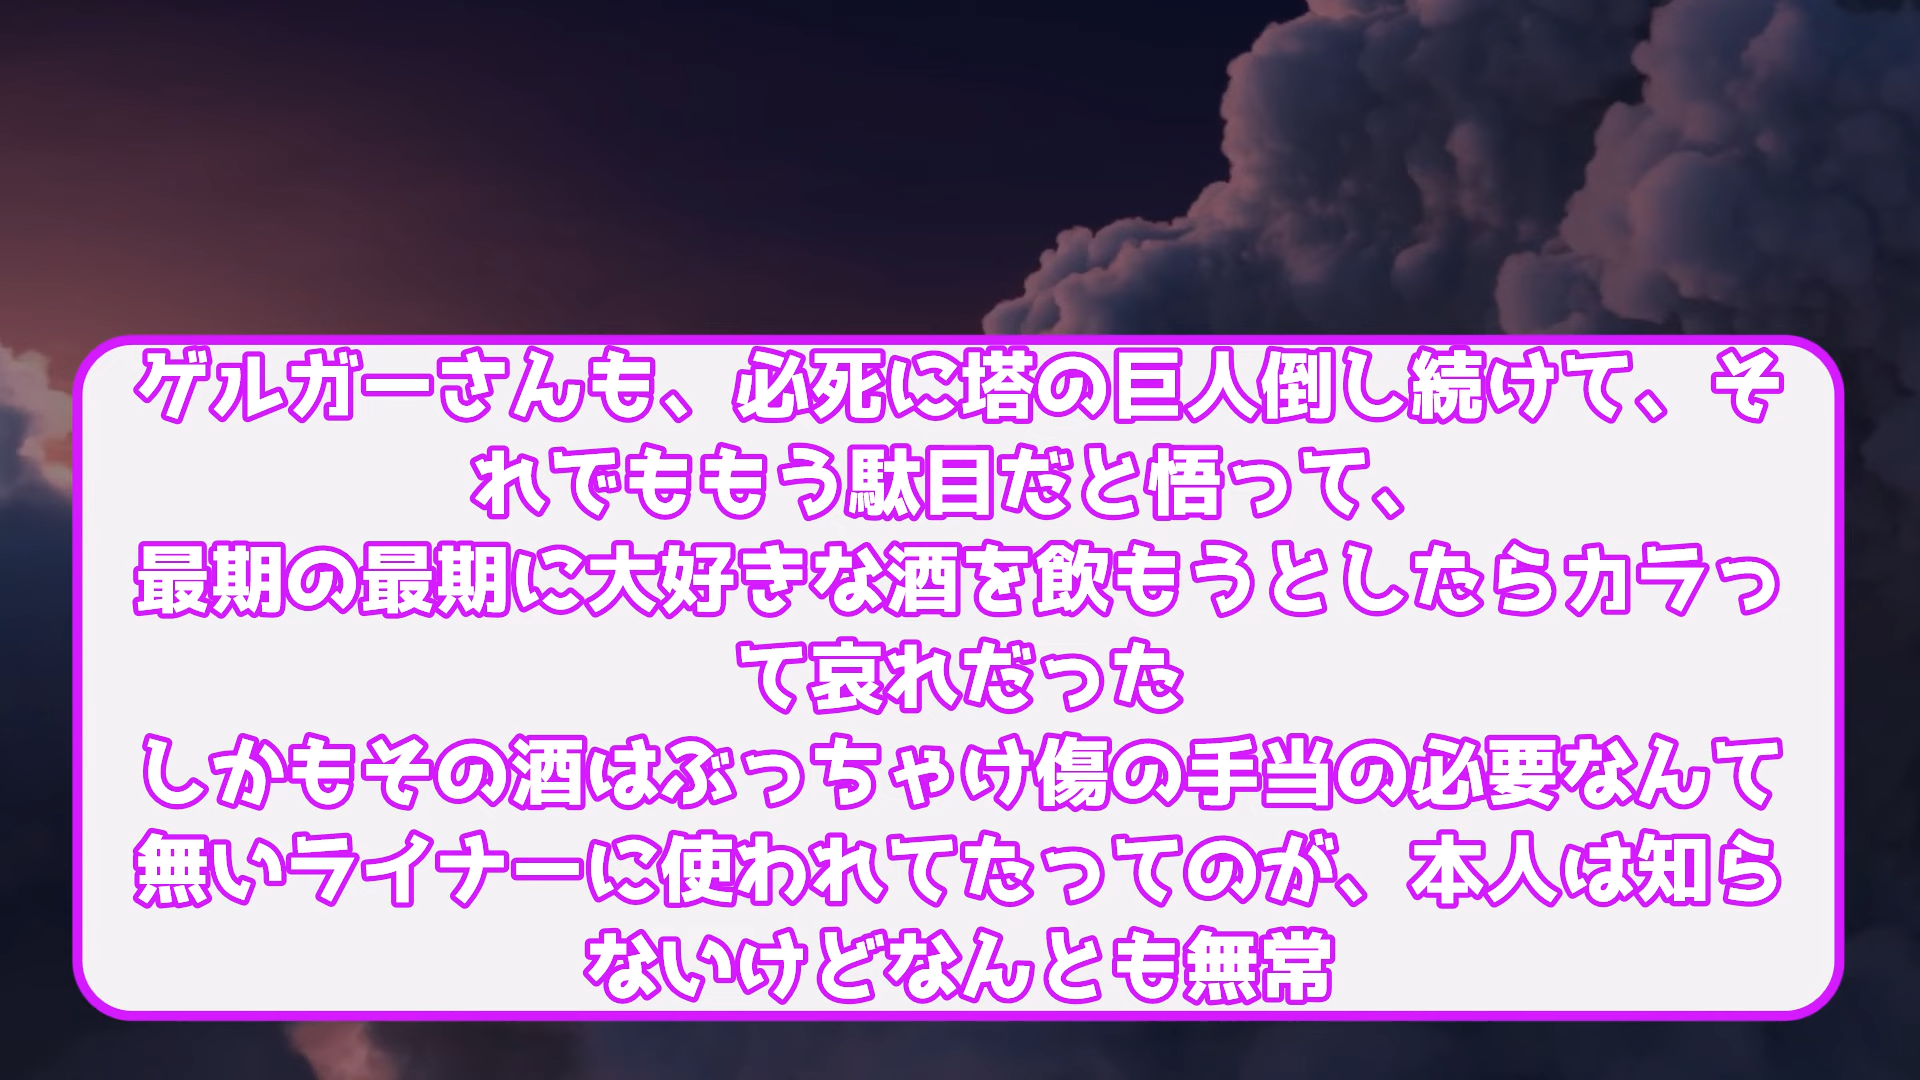 ゲルガーさんも、必死に塔の巨人倒し続けて、そ
れでももう駄目だと悟って、
最期の最期に大好きな酒を飲もうとしたらカラっ
て哀れだった
しかもその酒はぶっちゃけ傷の手当の必要なんて
無いライナーに使われてたってのが、本人は知ら
ないけどなんとも無常